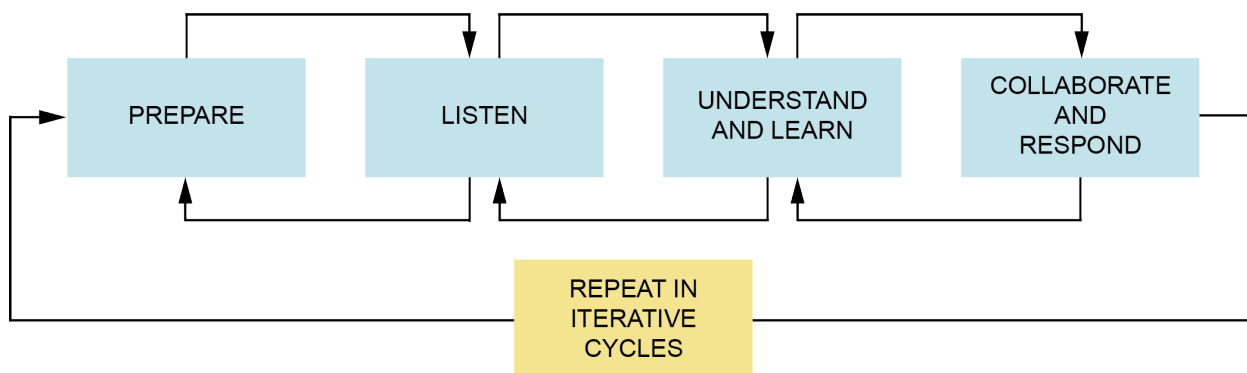 PREPARE
LISTEN
UNDERSTAND
AND LEARN
COLLABORATE
AND
RESPOND
REPEAT IN
ITERATIVE
CYCLES